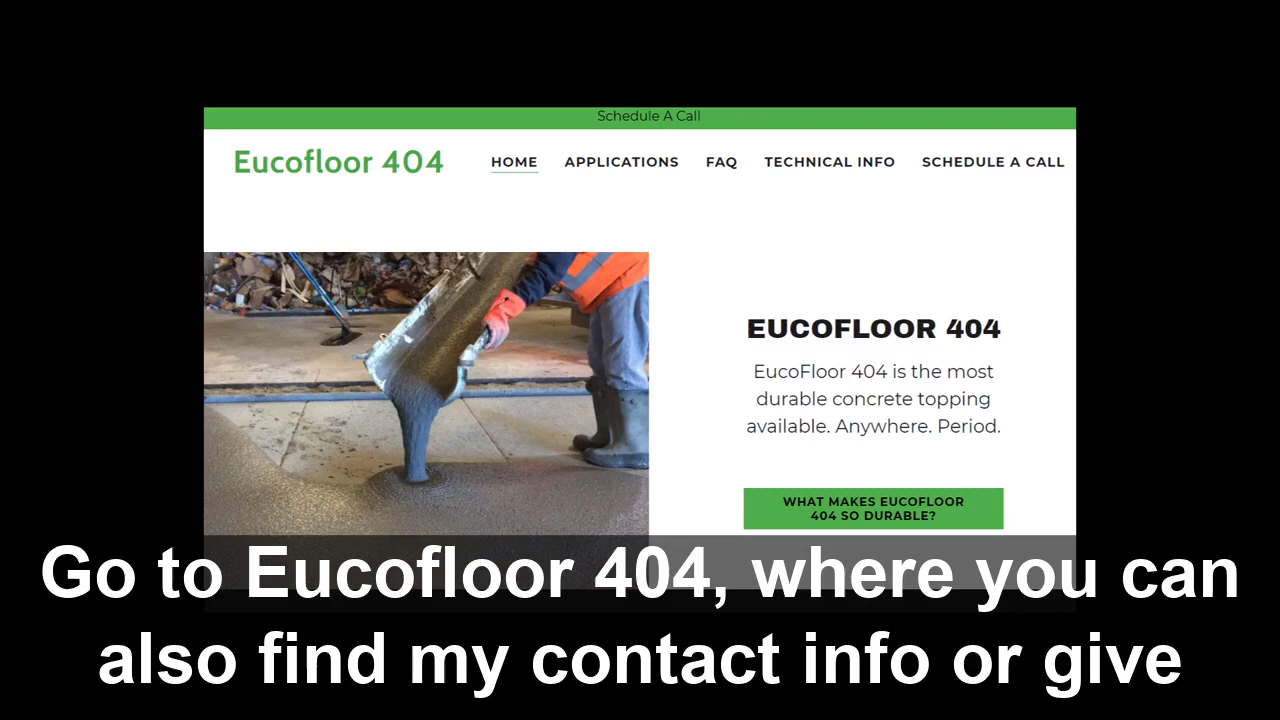 Schedule A Call
Eucofloor 404
HOME APPLICATIONS FAQ TECHNICAL INFO SCHEDULE A CALL
EUCOFLOOR 404
EucoFloor 404 is the most
durable concrete topping
available. Anywhere. Period.
WHAT MAKES EUCOFLOOR
404 SO DURABLE?
Go to Eucofloor 404, where you can
also find my contact info or give